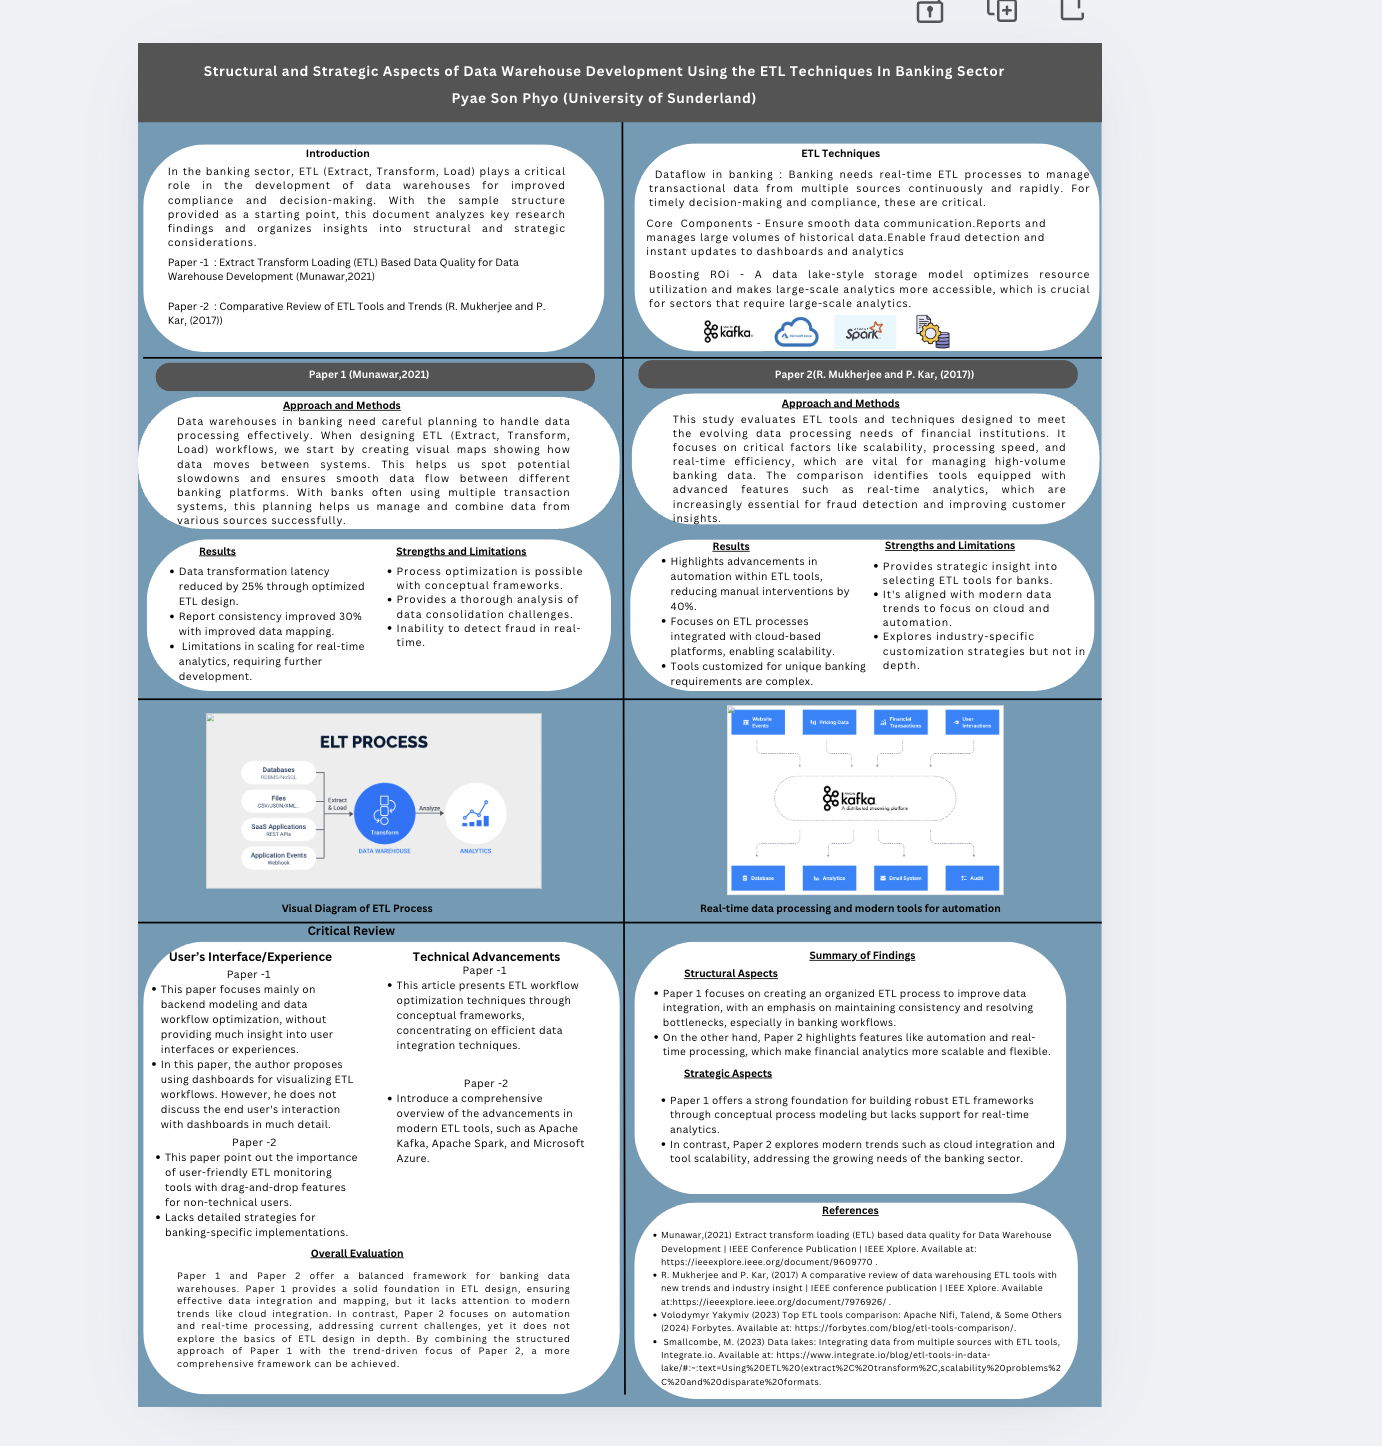 Structural and Strategic Aspects of Data Warehouse Development Using the ETL Techniques In Banking Sector
Pyae Son Phyo (University of Sunderland)
Introduction
In the banking sector, ETL (Extract, Transform, Load) plays a critical
role in the development of data warehouses for improved
compliance and decision-making. With the sample structure
provided as a starting point, this document analyzes key research
findings and organizes insights into structural and strategic
considerations.
Paper -1 : Extract Transform Loading (ETL) Based Data Quality for Data
Warehouse Development (Munawar,2021)
Paper -2 : Comparative Review of ETL Tools and Trends (R. Mukherjee and P.
Kar, (2017))
ETL Techniques
Dataflow in banking : Banking needs real-time ETL processes to manage
transactional data from multiple sources continuously and rapidly. For
timely decision-making and compliance, these are critical.
Core Components - Ensure smooth data communication.Reports and
manages large volumes of historical data.Enable fraud detection and
instant updates to dashboards and analytics
Boosting ROi - A data lake-style storage model optimizes resource
utilization and makes large-scale analytics more accessible, which is crucial
for sectors that require large-scale analytics.
kafka
Microsoft Azure
Spark
Paper 1 (Munawar,2021)
Approach and Methods
Data warehouses in banking need careful planning to handle data
processing effectively. When designing ETL (Extract, Transform,
Load) workflows, we start by creating visual maps showing how
data moves between systems. This helps us spot potential
slowdowns and ensures smooth data flow between different
banking platforms. With banks often using multiple transaction
systems, this planning helps us manage and combine data from
various sources successfully.
Results
Data transformation latency
reduced by 25% through optimized
ETL design.
Report consistency improved 30%
with improved data mapping.
Limitations in scaling for real-time
analytics, requiring further
development.
Strengths and Limitations
Process optimization is possible
with conceptual frameworks.
Provides a thorough analysis of
data consolidation challenges.
Inability to detect fraud in real-
time.
Paper 2(R. Mukherjee and P. Kar, (2017))
Approach and Methods
This study evaluates ETL tools and techniques designed to meet
the evolving data processing needs of financial institutions. It
focuses on critical factors like scalability, processing speed, and
real-time efficiency, which are vital for managing high-volume
banking data. The comparison identifies tools equipped with
advanced features such as real-time analytics, which are
increasingly essential for fraud detection and improving customer
insights.
Results
Highlights advancements in
automation within ETL tools,
reducing manual interventions by
40%.
Focuses on ETL processes
integrated with cloud-based
platforms, enabling scalability.
Tools customized for unique banking
requirements are complex.
Strengths and Limitations
Provides strategic insight into
selecting ETL tools for banks.
It's aligned with modern data
trends to focus on cloud and
automation.
Explores industry-specific
customization strategies but not in
depth.
ELT PROCESS
Databases
RDBMS/NoSQL
Files
CSV/JSON/XML..
SaaS Applications
REST APIs
Application Events
Webhook
Extract
& Load
Transform
DATA WAREHOUSE
Analyze
ANALYTICS
Visual Diagram of ETL Process
Website
Events
Pricing Data
Financial
Transactions
User
Interactions
kafka
A distributed streaming platform
Database
Analytics
Email System
Audit
Real-time data processing and modern tools for automation
Critical Review
User's Interface/Experience
Paper -1
This paper focuses mainly on
backend modeling and data
workflow optimization, without
providing much insight into user
interfaces or experiences.
In this paper, the author proposes
using dashboards for visualizing ETL
workflows. However, he does not
discuss the end user's interaction
with dashboards in much detail.
Paper -2
This paper point out the importance
of user-friendly ETL monitoring
tools with drag-and-drop features
for non-technical users.
Lacks detailed strategies for
banking-specific implementations.
Technical Advancements
Paper -1
This article presents ETL workflow
optimization techniques through
conceptual frameworks,
concentrating on efficient data
integration techniques.
Paper -2
Introduce a comprehensive
overview of the advancements in
modern ETL tools, such as Apache
Kafka, Apache Spark, and Microsoft
Azure.
Overall Evaluation
Paper 1 and Paper 2 offer a balanced framework for banking data
warehouses. Paper 1 provides a solid foundation in ETL design, ensuring
effective data integration and mapping, but it lacks attention to modern
trends like cloud integration. In contrast, Paper 2 focuses on automation
and real-time processing, addressing current challenges, yet it does not
explore the basics of ETL design in depth. By combining the structured
approach of Paper 1 with the trend-driven focus of Paper 2, a more
comprehensive framework can be achieved.
Summary of Findings
Structural Aspects
Paper 1 focuses on creating an organized ETL process to improve data
integration, with an emphasis on maintaining consistency and resolving
bottlenecks, especially in banking workflows.
On the other hand, Paper 2 highlights features like automation and real-
time processing, which make financial analytics more scalable and flexible.
Strategic Aspects
Paper 1 offers a strong foundation for building robust ETL frameworks
through conceptual process modeling but lacks support for real-time
analytics.
In contrast, Paper 2 explores modern trends such as cloud integration and
tool scalability, addressing the growing needs of the banking sector.
References
Munawar,(2021) Extract transform loading (ETL) based data quality for Data Warehouse
Development | IEEE Conference Publication | IEEE Xplore. Available at:
https://ieeexplore.ieee.org/document/9609770 .
R. Mukherjee and P. Kar, (2017) A comparative review of data warehousing ETL tools with
new trends and industry insight | IEEE conference publication | IEEE Xplore. Available
at:https://ieeexplore.ieee.org/document/7976926/ .
Volodymyr Yakymiv (2023) Top ETL tools comparison: Apache Nifi, Talend, & Some Others
(2024) Forbytes. Available at: https://forbytes.com/blog/etl-tools-comparison/.
Smallcombe, M. (2023) Data lakes: Integrating data from multiple sources with ETL tools,
Integrate.io. Available at: https://www.integrate.io/blog/etl-tools-in-data-
lake/#:~:text=Using%20ETL%20(extract%2C%20transform%2C,scalability%20problems%2
C%20and%20disparate%20formats.